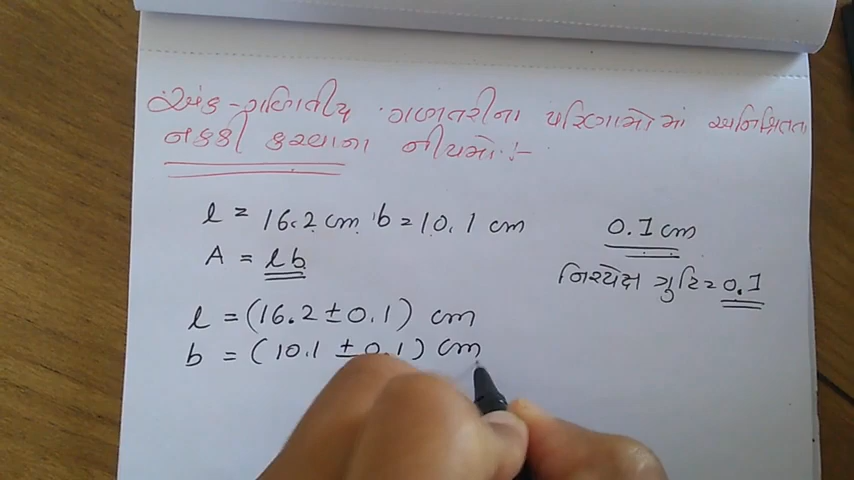 અંક-ગણિતીય ગણતરીના પરિણામોમાં અનિશ્ચિતતા
નક્કી કરવાના નીયમો :-
l = 16.2 cm b = 10.1 cm
0.1 cm
A = lb
નિરપેક્ષ ત્રુટિ = 0.1
l = (16.2 ± 0.1) cm
b = (10.1 ± 0.1) cm